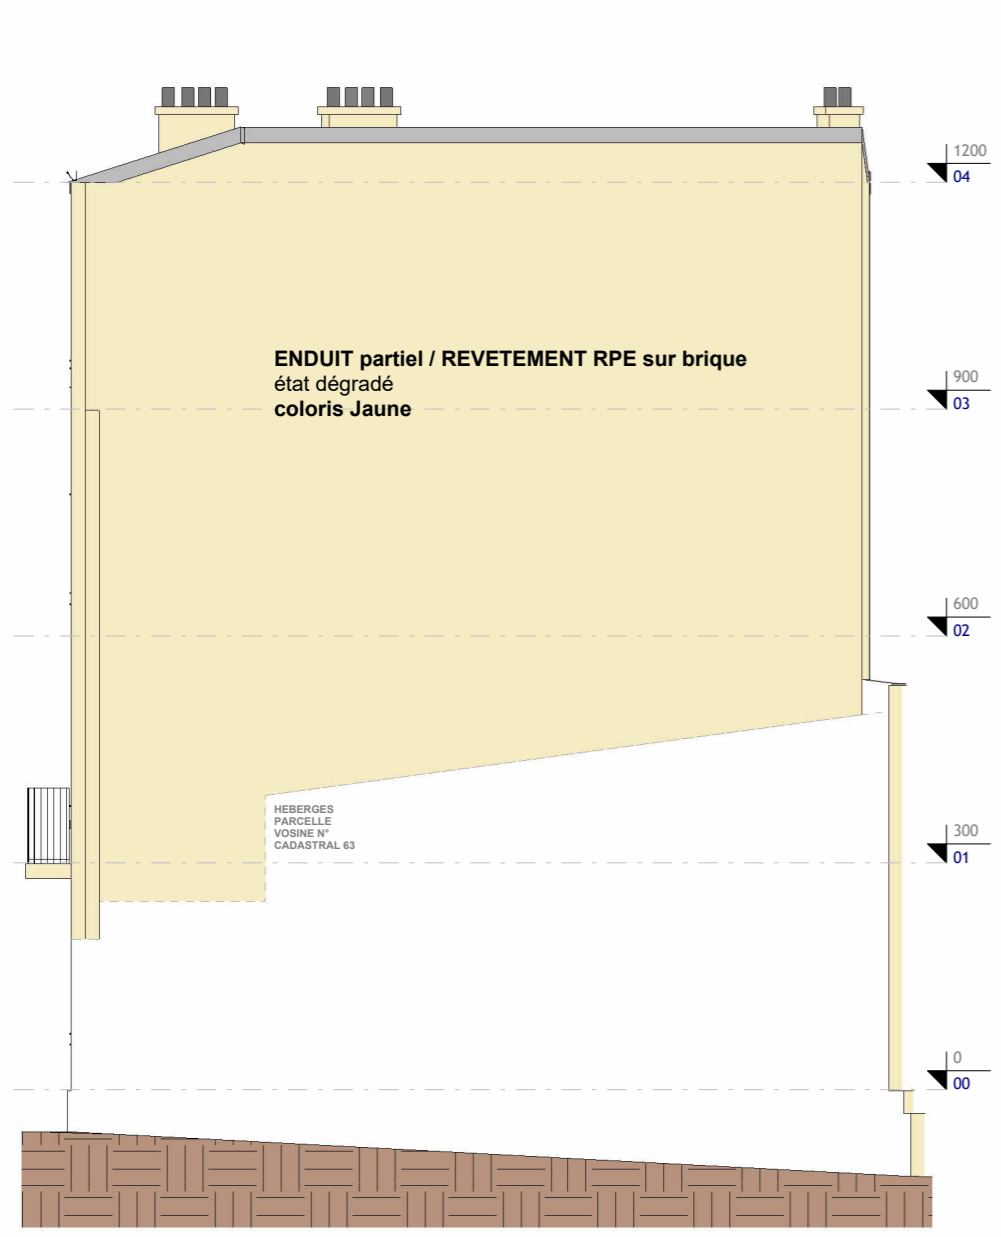 1200
04
ENDUIT partiel / REVETEMENT RPE sur brique
état dégradé
coloris Jaune
900
03
600
02
HEBERGES
PARCELLE
VOSINE N°
CADASTRAL 63
300
01
0
00